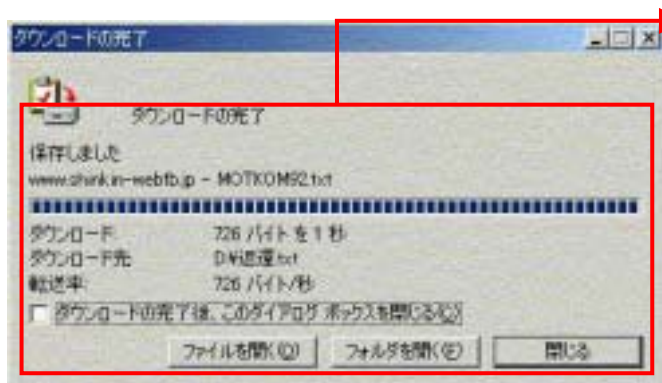 ダウンロードの完了
ダウンロードの完了
保存しました
www.shinkin-webfb.jp - MOTKOM92.txt
ダウンロード: 726 バイト を 1 秒
ダウンロード先 D:¥返還.txt
転送率: 726 バイト/秒
ダウンロードの完了後、このダイアログ ボックスを閉じる(C)
ファイルを開く(O) フォルダを開く(F) 閉じる